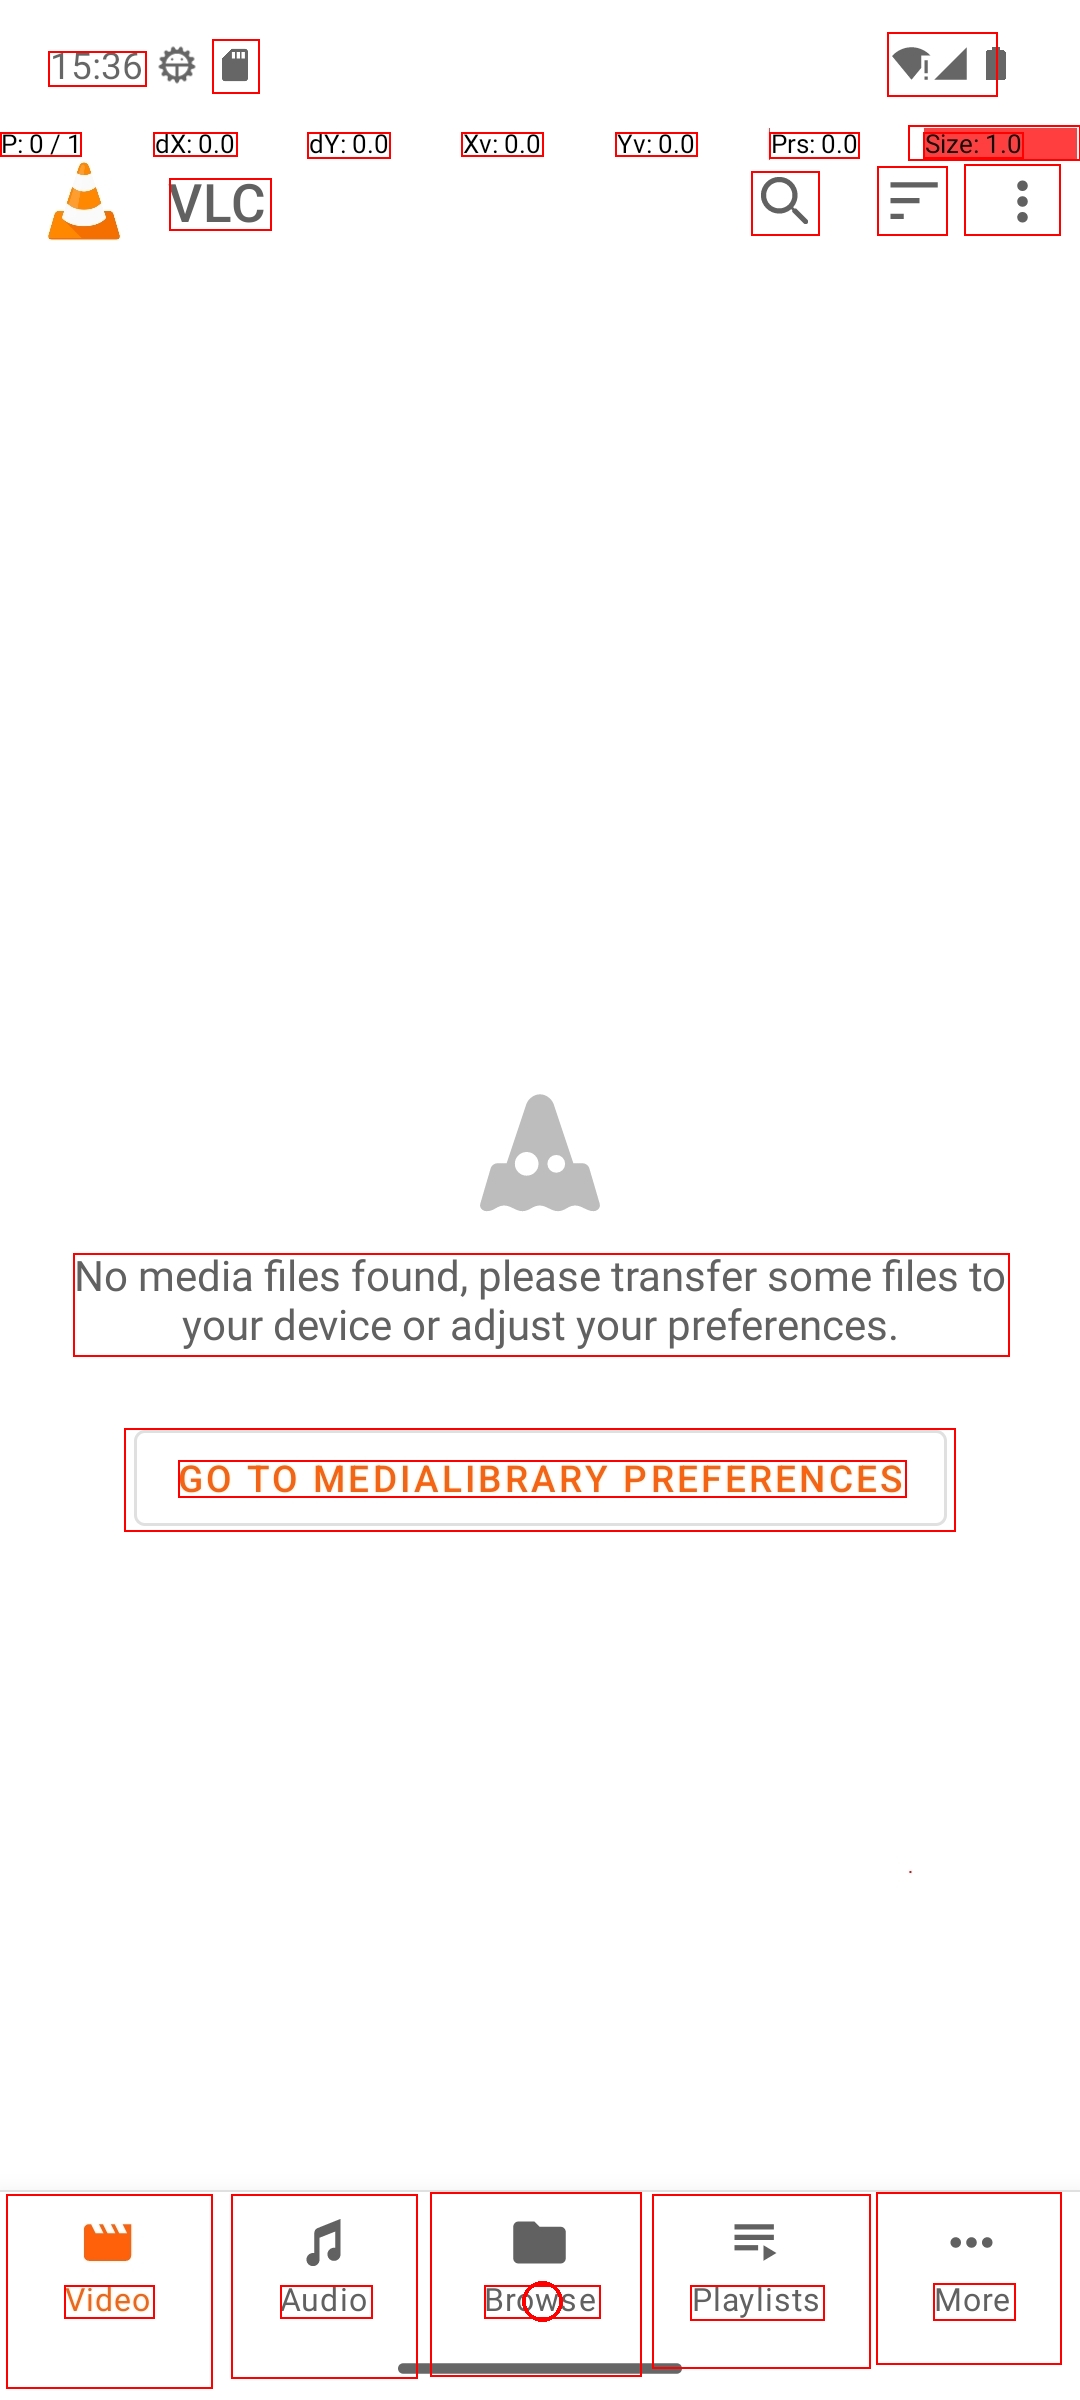 15:36
P: 0 / 1 dX: 0.0 dY: 0.0 Xv: 0.0 Yv: 0.0 Prs: 0.0 Size: 1.0
VLC
No media files found, please transfer some files to
your device or adjust your preferences.
GO TO MEDIALIBRARY PREFERENCES
Video Audio Browse Playlists More